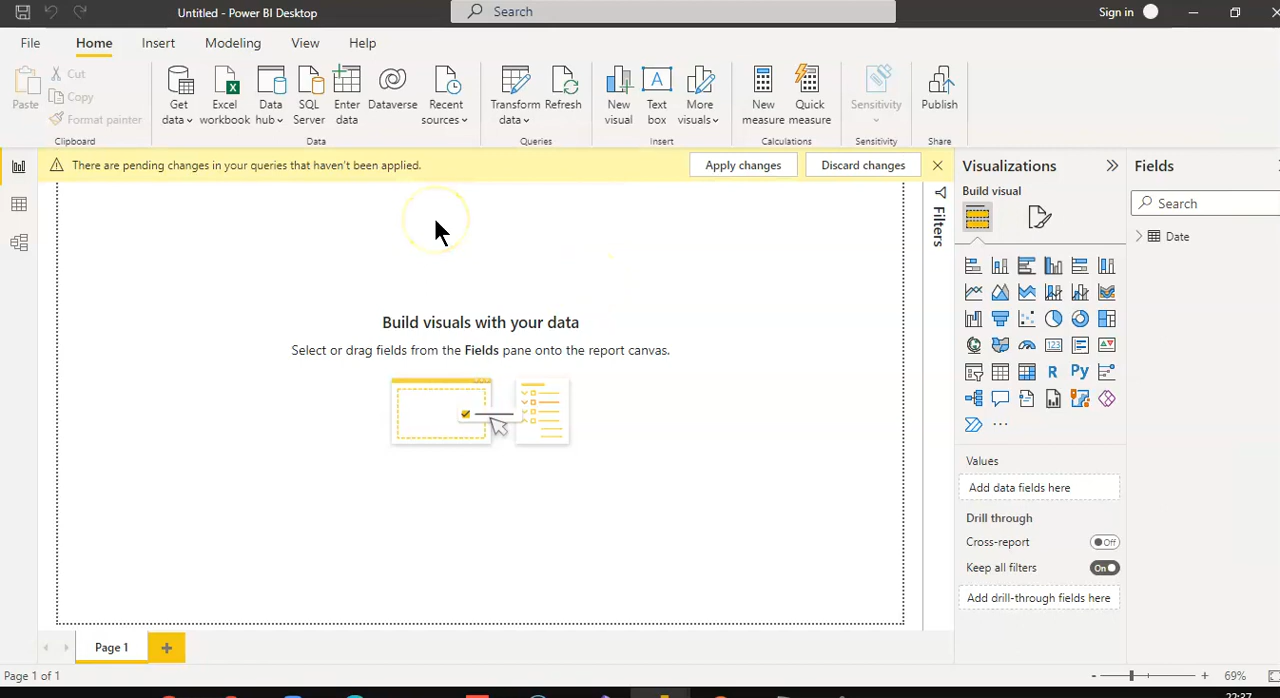 Untitled - Power BI Desktop
Search
Sign in
File Home Insert Modeling View Help
Paste
Cut
Copy
Format painter
Clipboard
Get data
Excel workbook
Data hub
SQL Server
Enter data
Dataverse
Recent sources
Data
Transform data
Refresh
Queries
New visual
Text box
More visuals
Insert
New measure
Quick measure
Calculations
Sensitivity
Sensitivity
Publish
Share
There are pending changes in your queries that haven't been applied.
Apply changes
Discard changes
Filters
Visualizations
Build visual
Fields
Search
Date
Build visuals with your data
Select or drag fields from the Fields pane onto the report canvas.
A
123
R
Py
Values
Add data fields here
Drill through
Cross-report Off
Keep all filters On
Add drill-through fields here
Page 1
Page 1 of 1
69%
22:37